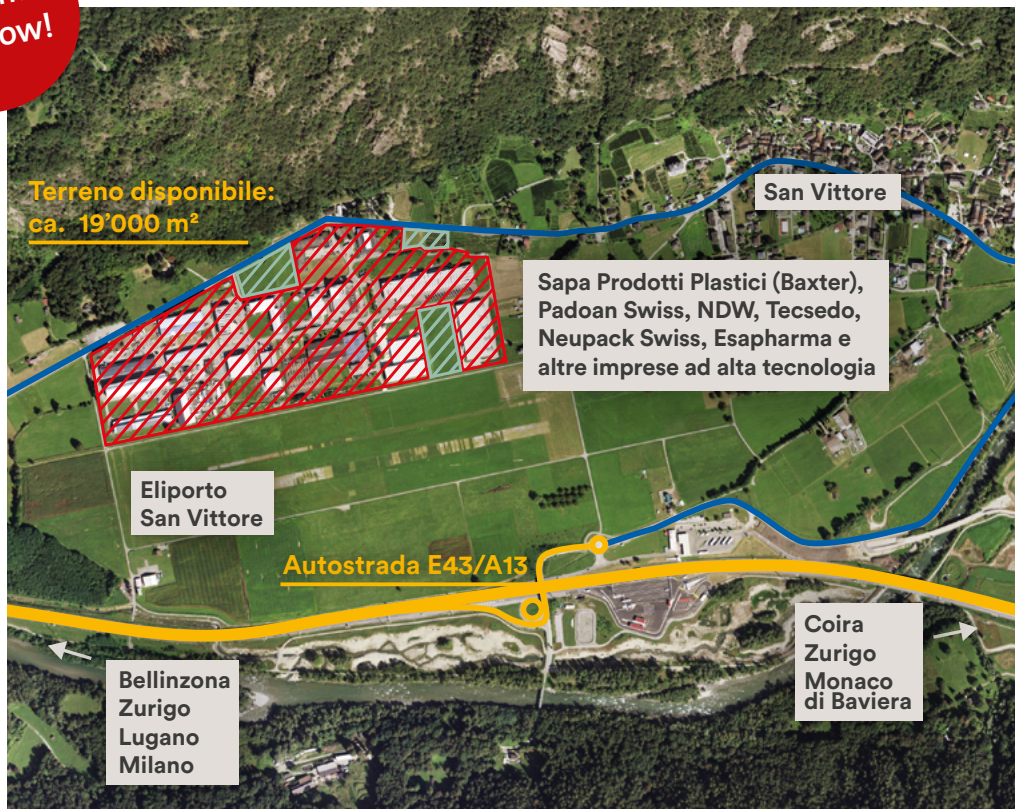 ow!
Terreno disponibile:
ca. 19’000 m²
San Vittore
Sapa Prodotti Plastici (Baxter),
Padoan Swiss, NDW, Tecsedo,
Neupack Swiss, Esapharma e
altre imprese ad alta tecnologia
Eliporto
San Vittore
Autostrada E43/A13
Coira
Zurigo
Monaco
di Baviera
Bellinzona
Zurigo
Lugano
Milano